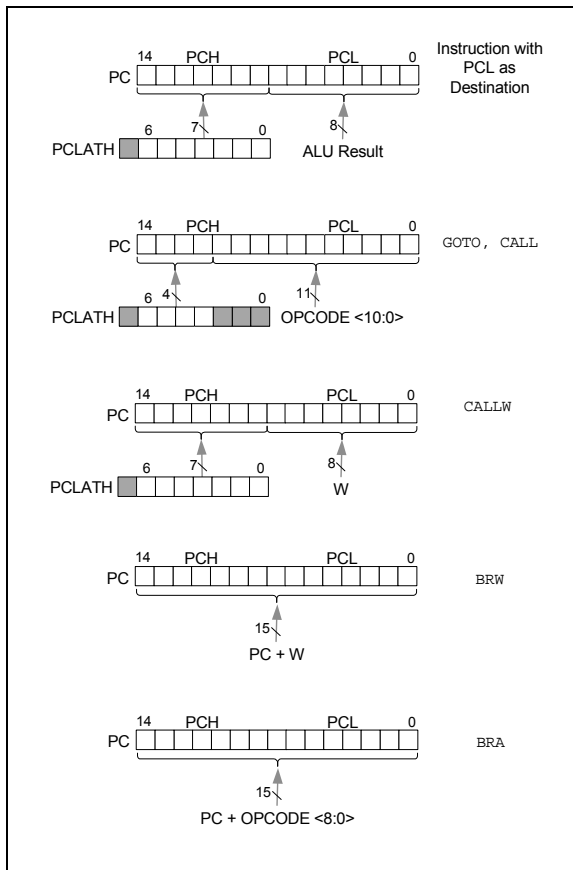 14 PCH PCL 0
PC
Instruction with
PCL as
Destination
6 7 0 8
PCLATH ALU Result
14 PCH PCL 0
PC
GOTO, CALL
6 4 0 11
PCLATH OPCODE <10:0>
14 PCH PCL 0
PC
CALLW
6 7 0 8
PCLATH W
14 PCH PCL 0
PC
BRW
15
PC + W
14 PCH PCL 0
PC
BRA
15
PC + OPCODE <8:0>